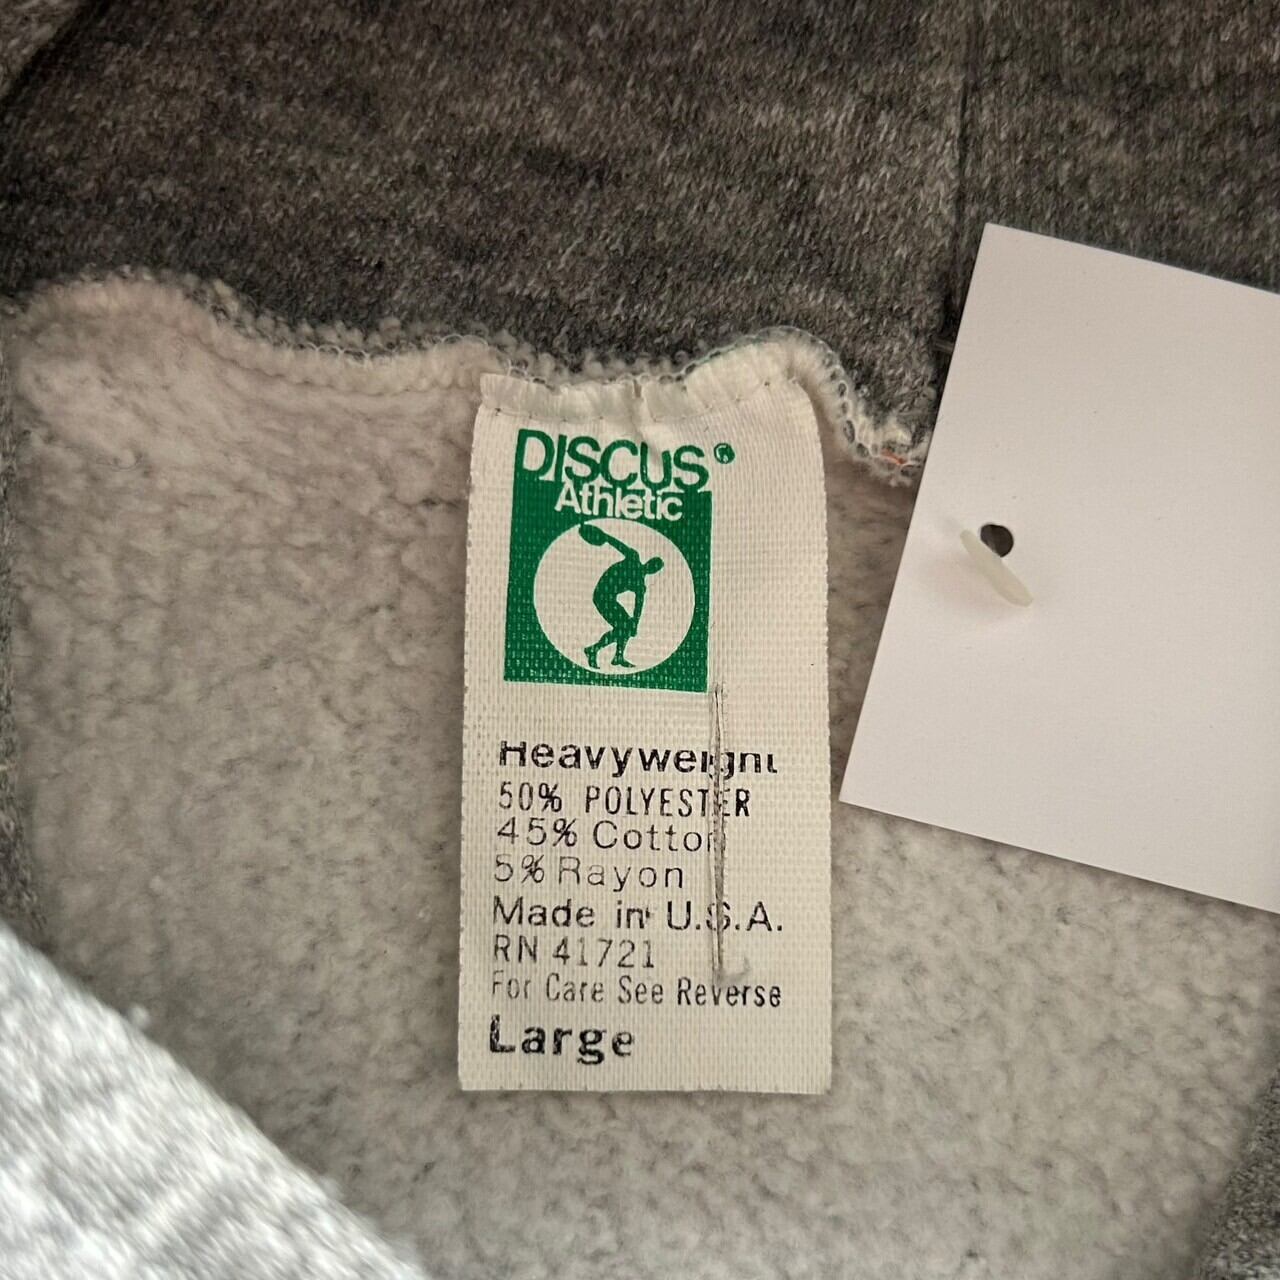 DISCUS®
Athletic
Heavyweight
50% POLYESTER
45% Cotton
5% Rayon
Made in U.S.A.
RN 41721
For Care See Reverse
Large